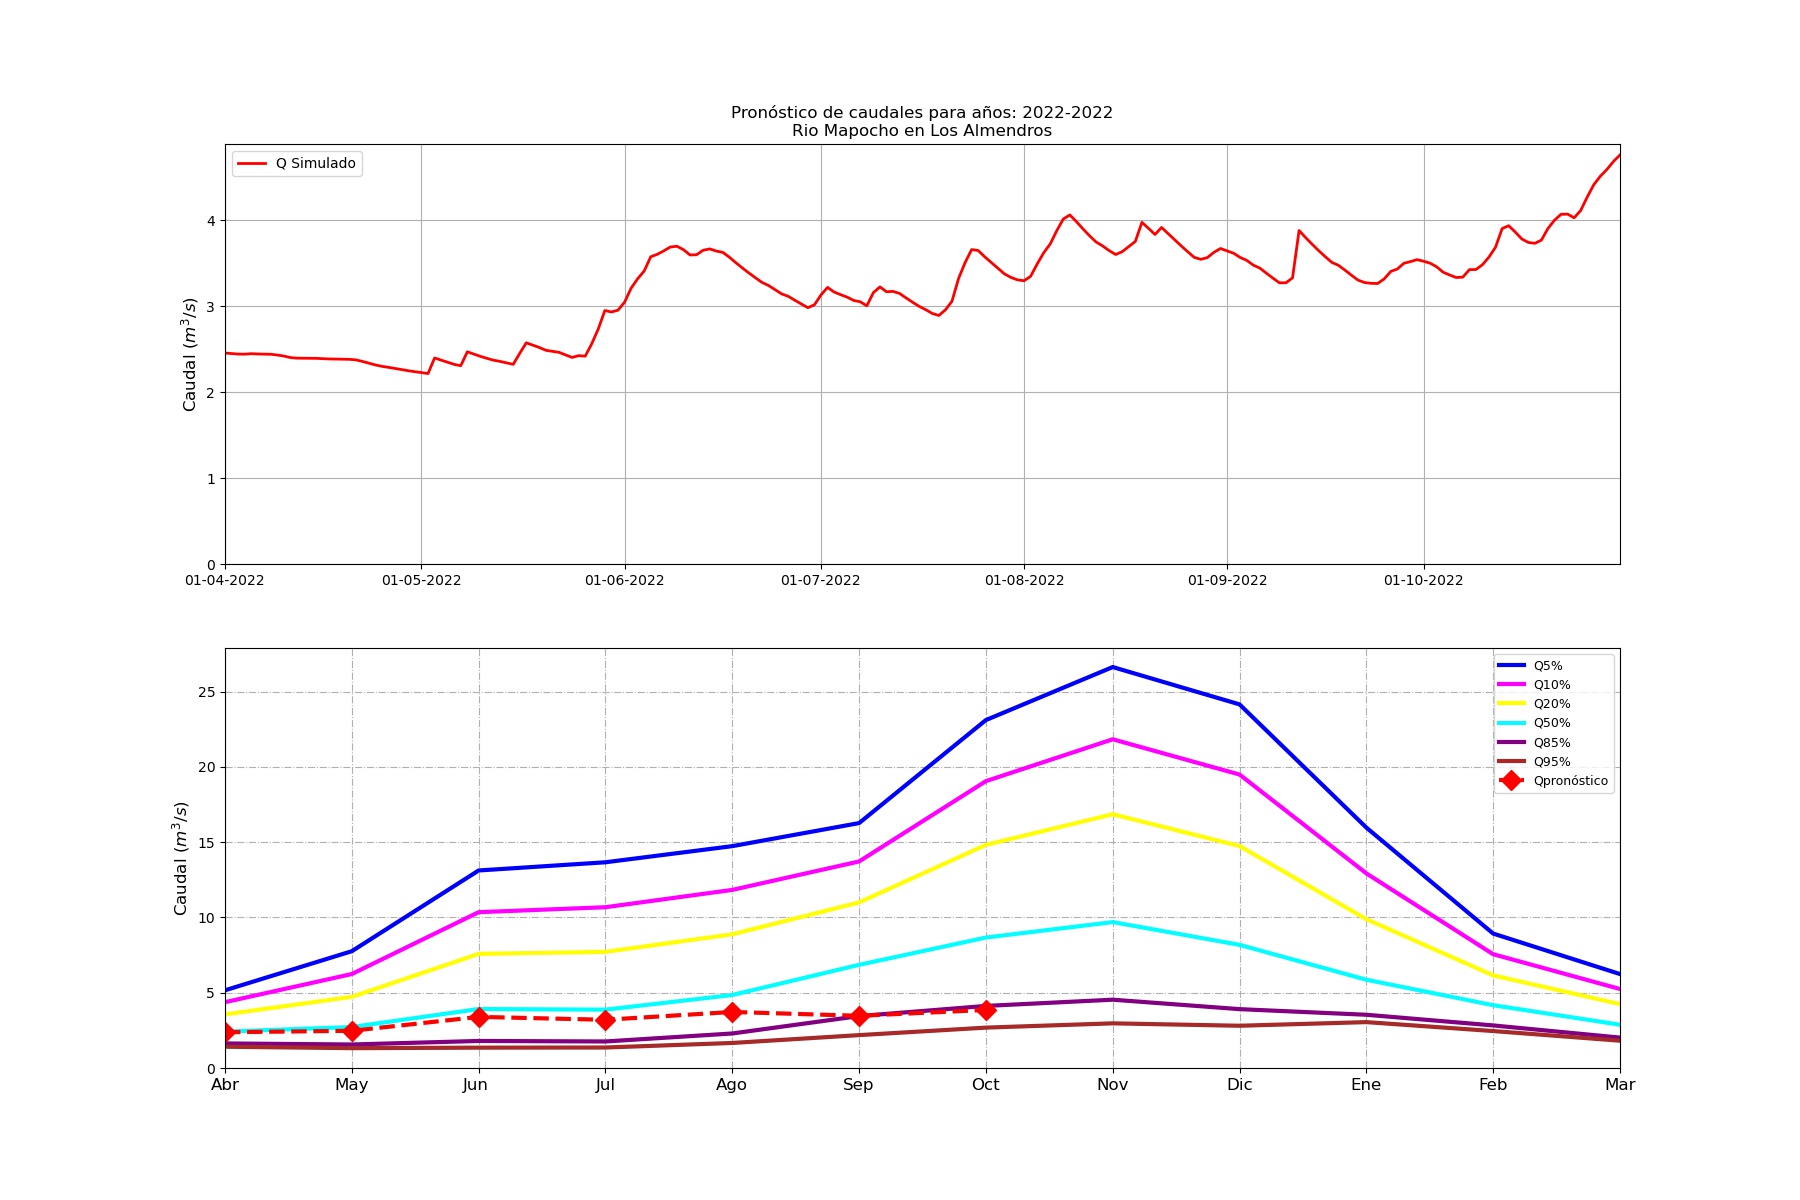 Pronóstico de caudales para años: 2022-2022
Rio Mapocho en Los Almendros
Q Simulado
Caudal (m³/s)
4
3
2
1
0
01-04-2022 01-05-2022 01-06-2022 01-07-2022 01-08-2022 01-09-2022 01-10-2022
Q5%
Q10%
Q20%
Q50%
Q85%
Q95%
Qpronóstico
Caudal (m³/s)
25
20
15
10
5
0
Abr May Jun Jul Ago Sep Oct Nov Dic Ene Feb Mar